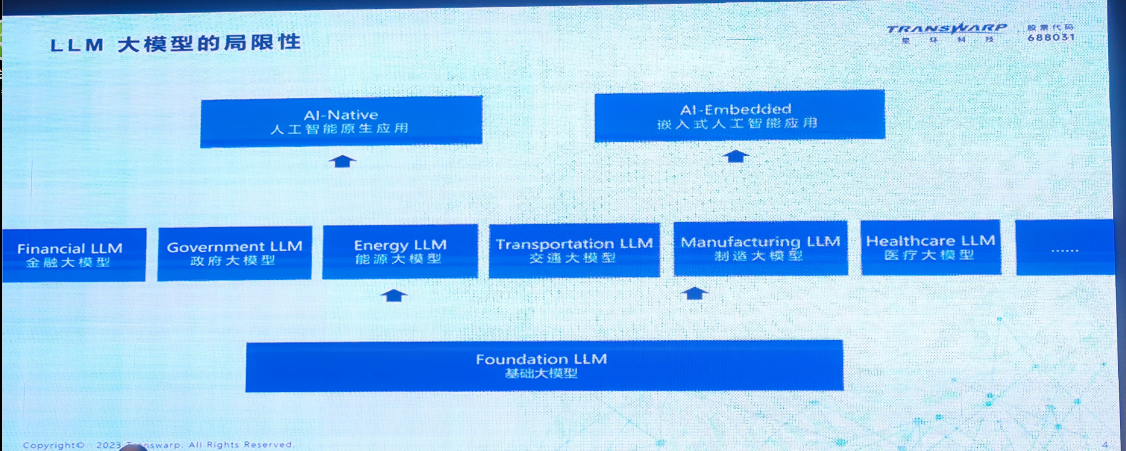 LLM 大模型的局限性
TRANSWARP
星 环 科 技
股票代码
688031
AI-Native
人工智能原生应用
AI-Embedded
嵌入式人工智能应用
Financial LLM
金融大模型
Government LLM
政府大模型
Energy LLM
能源大模型
Transportation LLM
交通大模型
Manufacturing LLM
制造大模型
Healthcare LLM
医疗大模型
......
Foundation LLM
基础大模型
Copyright© 2023 Transwarp. All Rights Reserved.
4